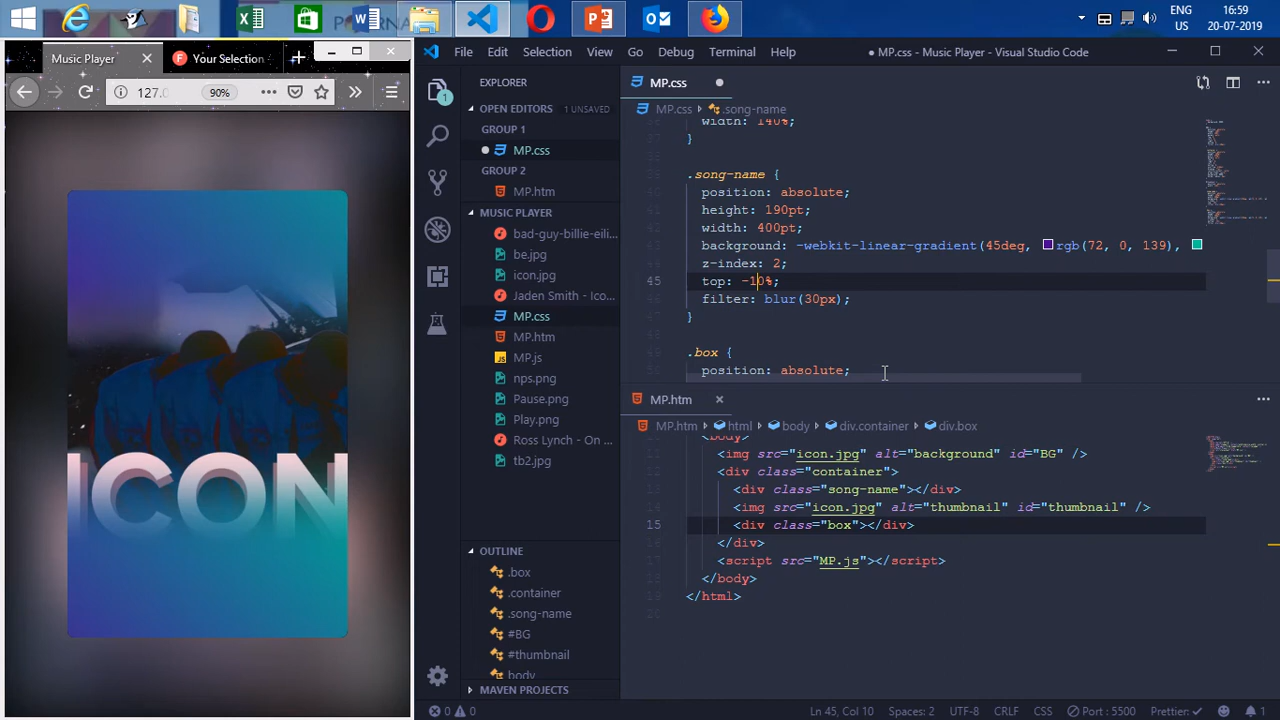 16:59
EN
US
20-07-2019
Music Player
Your Selection
127.0
90%
ICON
File Edit Selection View Go Debug Terminal Help
● MP.css - Music Player - Visual Studio Code
EXPLORER
OPEN EDITORS 1 UNSAVED
GROUP 1
MP.css
GROUP 2
MP.htm
MUSIC PLAYER
bad-guy-billie-eili...
be.jpg
icon.jpg
Jaden Smith - Ico...
MP.css
MP.htm
MP.js
nps.png
Pause.png
Play.png
Ross Lynch - On ...
tb2.jpg
OUTLINE
.box
.container
.song-name
#BG
#thumbnail
body
MAVEN PROJECTS
MP.css
MP.css .song-name
width: 140%;
}
.song-name {
position: absolute;
height: 190pt;
width: 400pt;
background: -webkit-linear-gradient(45deg, rgb(72, 0, 139),
z-index: 2;
45 top: -10%;
filter: blur(30px);
}
.box {
position: absolute;
MP.htm
MP.htm html body div.container div.box
<body>
<img src="icon.jpg" alt="background" id="BG" />
<div class="container">
<div class="song-name"></div>
<img src="icon.jpg" alt="thumbnail" id="thumbnail" />
15 <div class="box"></div>
</div>
<script src="MP.js"></script>
</body>
</html>
0 0
Ln 45, Col 10 Spaces: 2 UTF-8 CRLF CSS Port : 5500 Prettier: ✓ 1